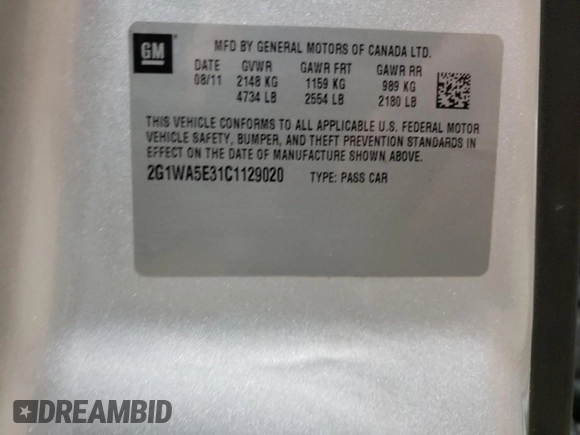 GM
MFD BY GENERAL MOTORS OF CANADA LTD.
DATE GVWR GAWR FRT GAWR RR
08/11 2148 KG 1159 KG 989 KG
4734 LB 2554 LB 2180 LB
THIS VEHICLE CONFORMS TO ALL APPLICABLE U.S. FEDERAL MOTOR
VEHICLE SAFETY, BUMPER, AND THEFT PREVENTION STANDARDS IN
EFFECT ON THE DATE OF MANUFACTURE SHOWN ABOVE.
2G1WA5E31C1129020 TYPE: PASS CAR
DREAMBID